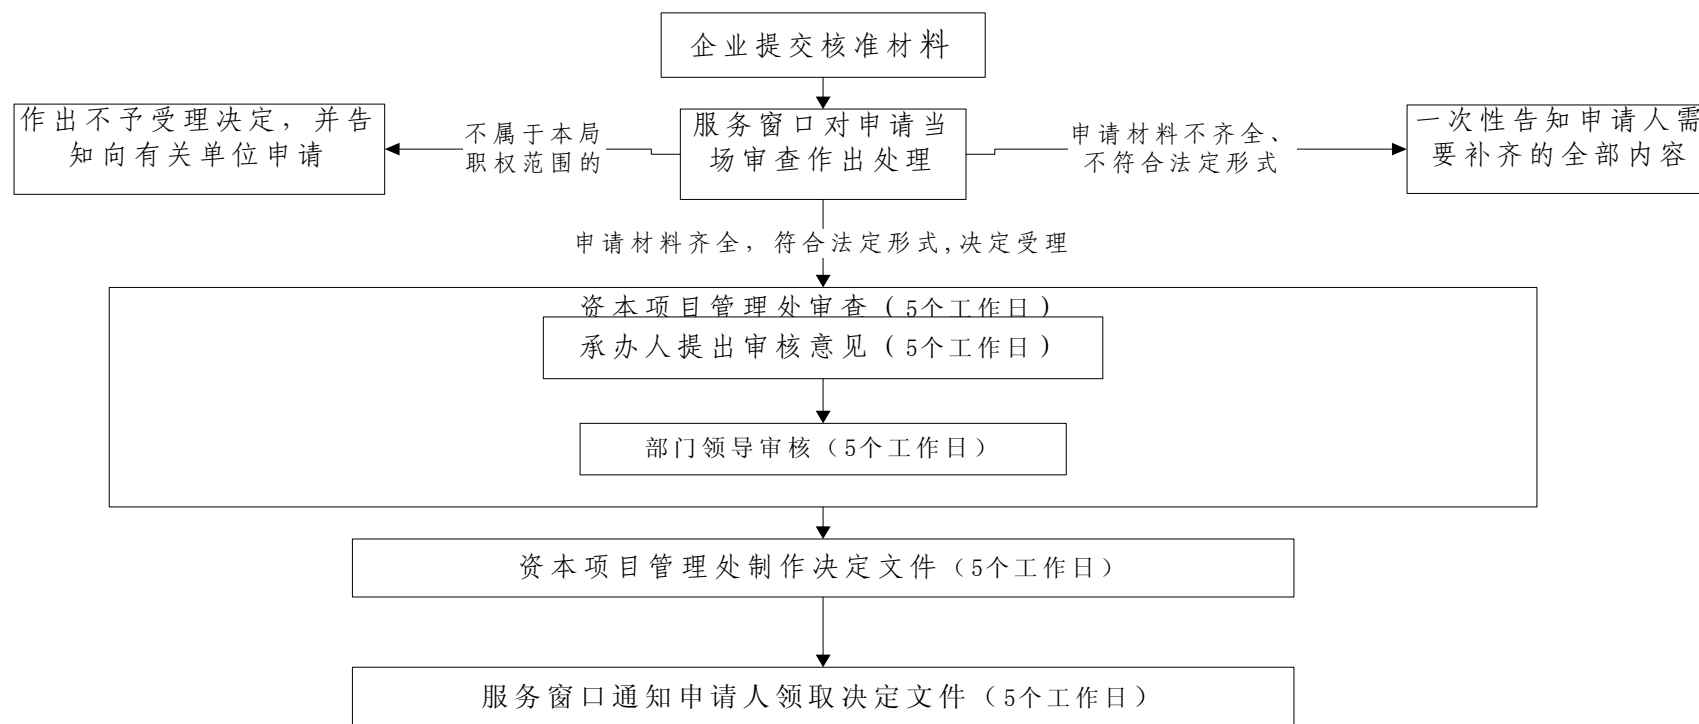 企业提交核准材料
作出不予受理决定，并告
知向有关单位申请
不属于本局
职权范围的
服务窗口对申请当
场审查作出处理
申请材料不齐全、
不符合法定形式
一次性告知申请人需
要补齐的全部内容
申请材料齐全，符合法定形式,决定受理
资本项目管理处审查（5个工作日）
承办人提出审核意见（5个工作日）
部门领导审核（5个工作日）
资本项目管理处制作决定文件（5个工作日）
服务窗口通知申请人领取决定文件（5个工作日）